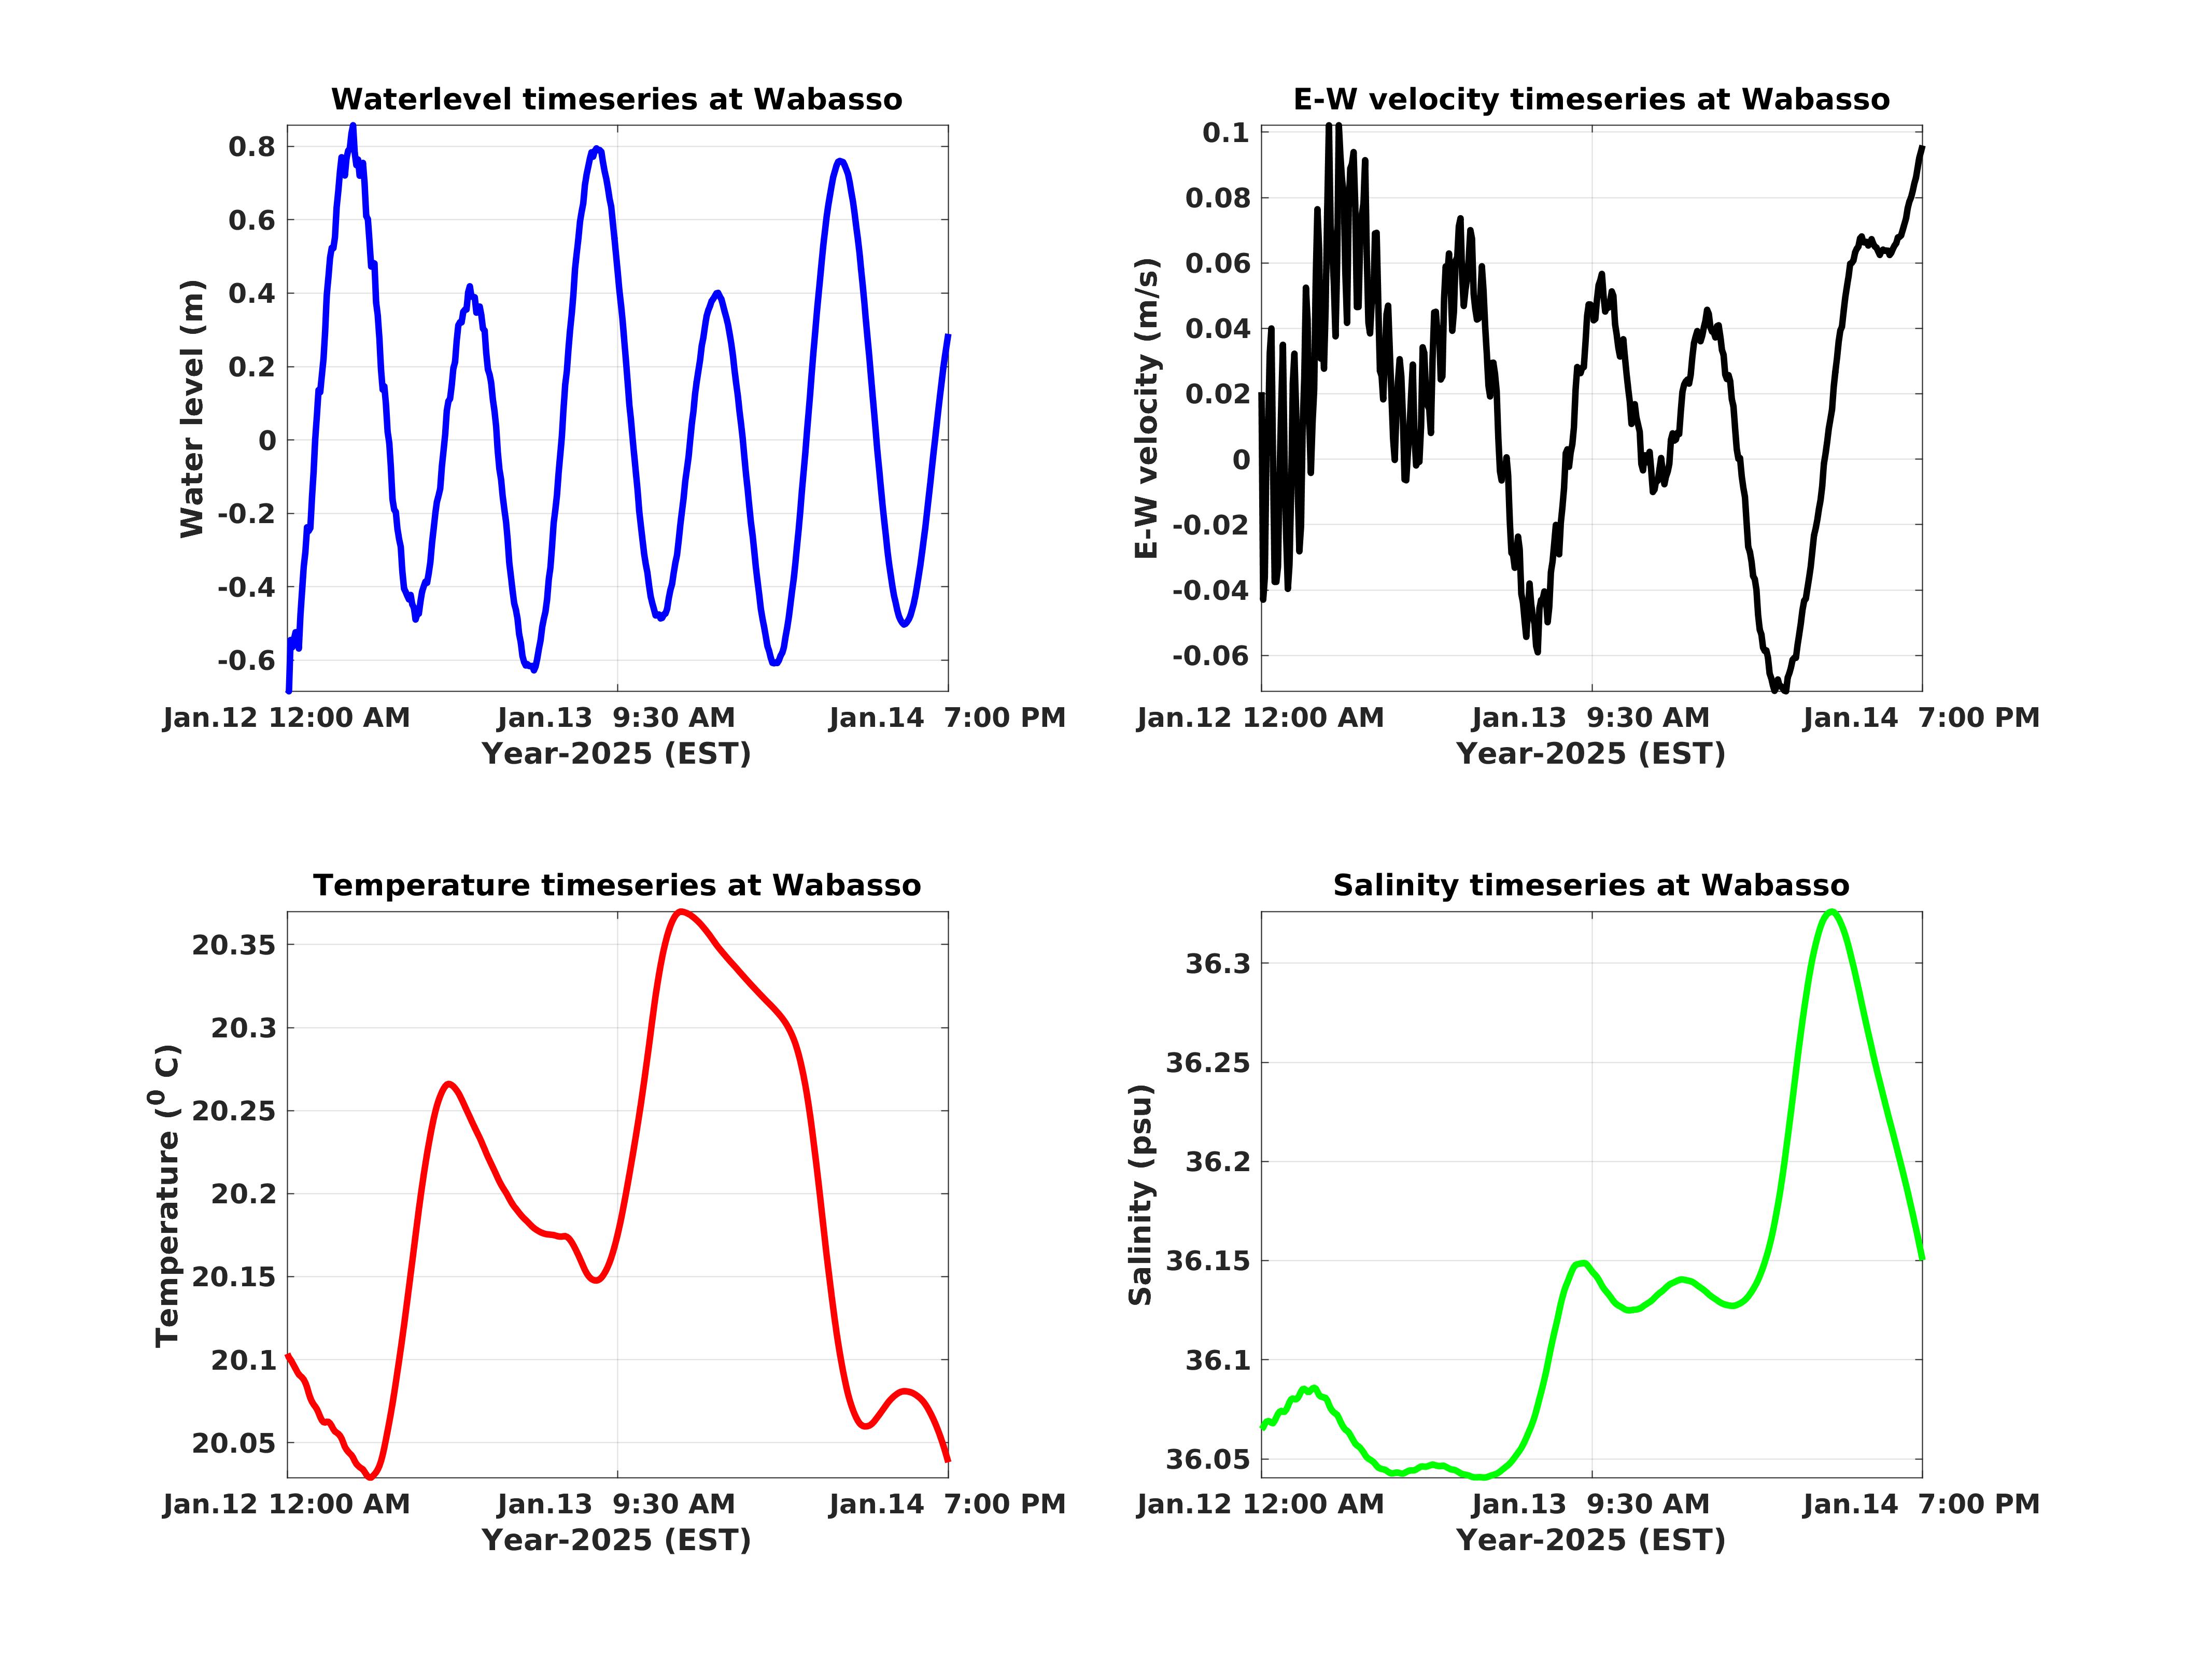 Waterlevel timeseries at Wabasso
0.8
0.6
0.4
0.2
0
-0.2
-0.4
-0.6
Water level (m)
Jan.12 12:00 AM
Jan.13 9:30 AM
Jan.14 7:00 PM
Year-2025 (EST)
E-W velocity timeseries at Wabasso
0.1
0.08
0.06
0.04
0.02
0
-0.02
-0.04
-0.06
E-W velocity (m/s)
Jan.12 12:00 AM
Jan.13 9:30 AM
Jan.14 7:00 PM
Year-2025 (EST)
Temperature timeseries at Wabasso
20.35
20.3
20.25
20.2
20.15
20.1
20.05
Temperature (⁰ C)
Jan.12 12:00 AM
Jan.13 9:30 AM
Jan.14 7:00 PM
Year-2025 (EST)
Salinity timeseries at Wabasso
36.3
36.25
36.2
36.15
36.1
36.05
Salinity (psu)
Jan.12 12:00 AM
Jan.13 9:30 AM
Jan.14 7:00 PM
Year-2025 (EST)